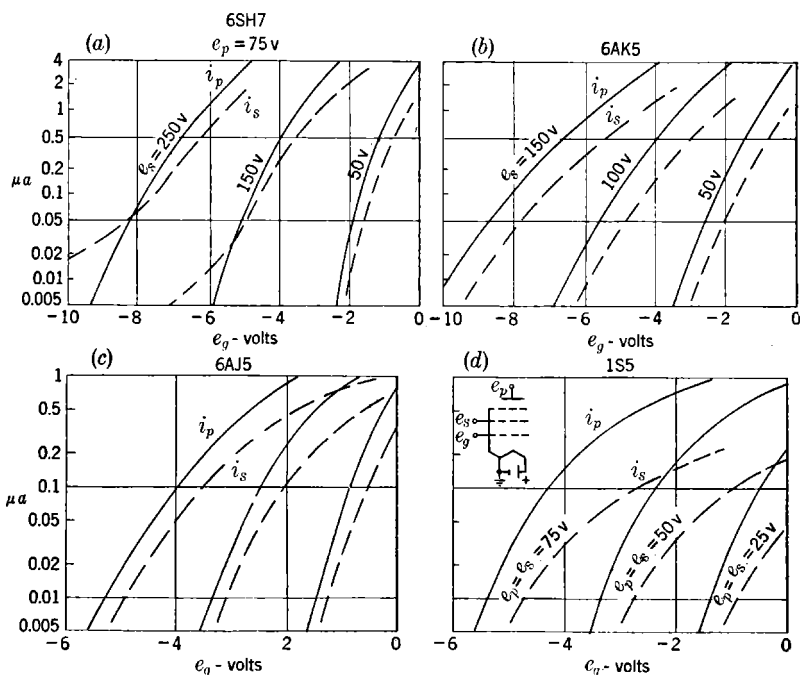 6SH7
(a)
e_p = 75 v
4
2
1
0.5
0.2
0.1
0.05
0.02
0.01
0.005
μa
i_p
i_s
e_s = 250 v
150 v
50 v
-10
-8
-6
-4
-2
0
e_g - volts
(b)
6AK5
i_p
i_s
e_s = 150 v
100 v
50 v
-10
-8
-6
-4
-2
0
e_g - volts
(c)
6AJ5
1
0.5
0.1
0.05
0.02
0.01
0.005
μa
i_p
i_s
-6
-4
-2
0
e_g - volts
(d)
1S5
e_p
e_s
e_g
+
i_p
i_s
e_p = e_s = 75 v
e_p = e_s = 50 v
e_p = e_s = 25 v
-6
-4
-2
0
e_g - volts